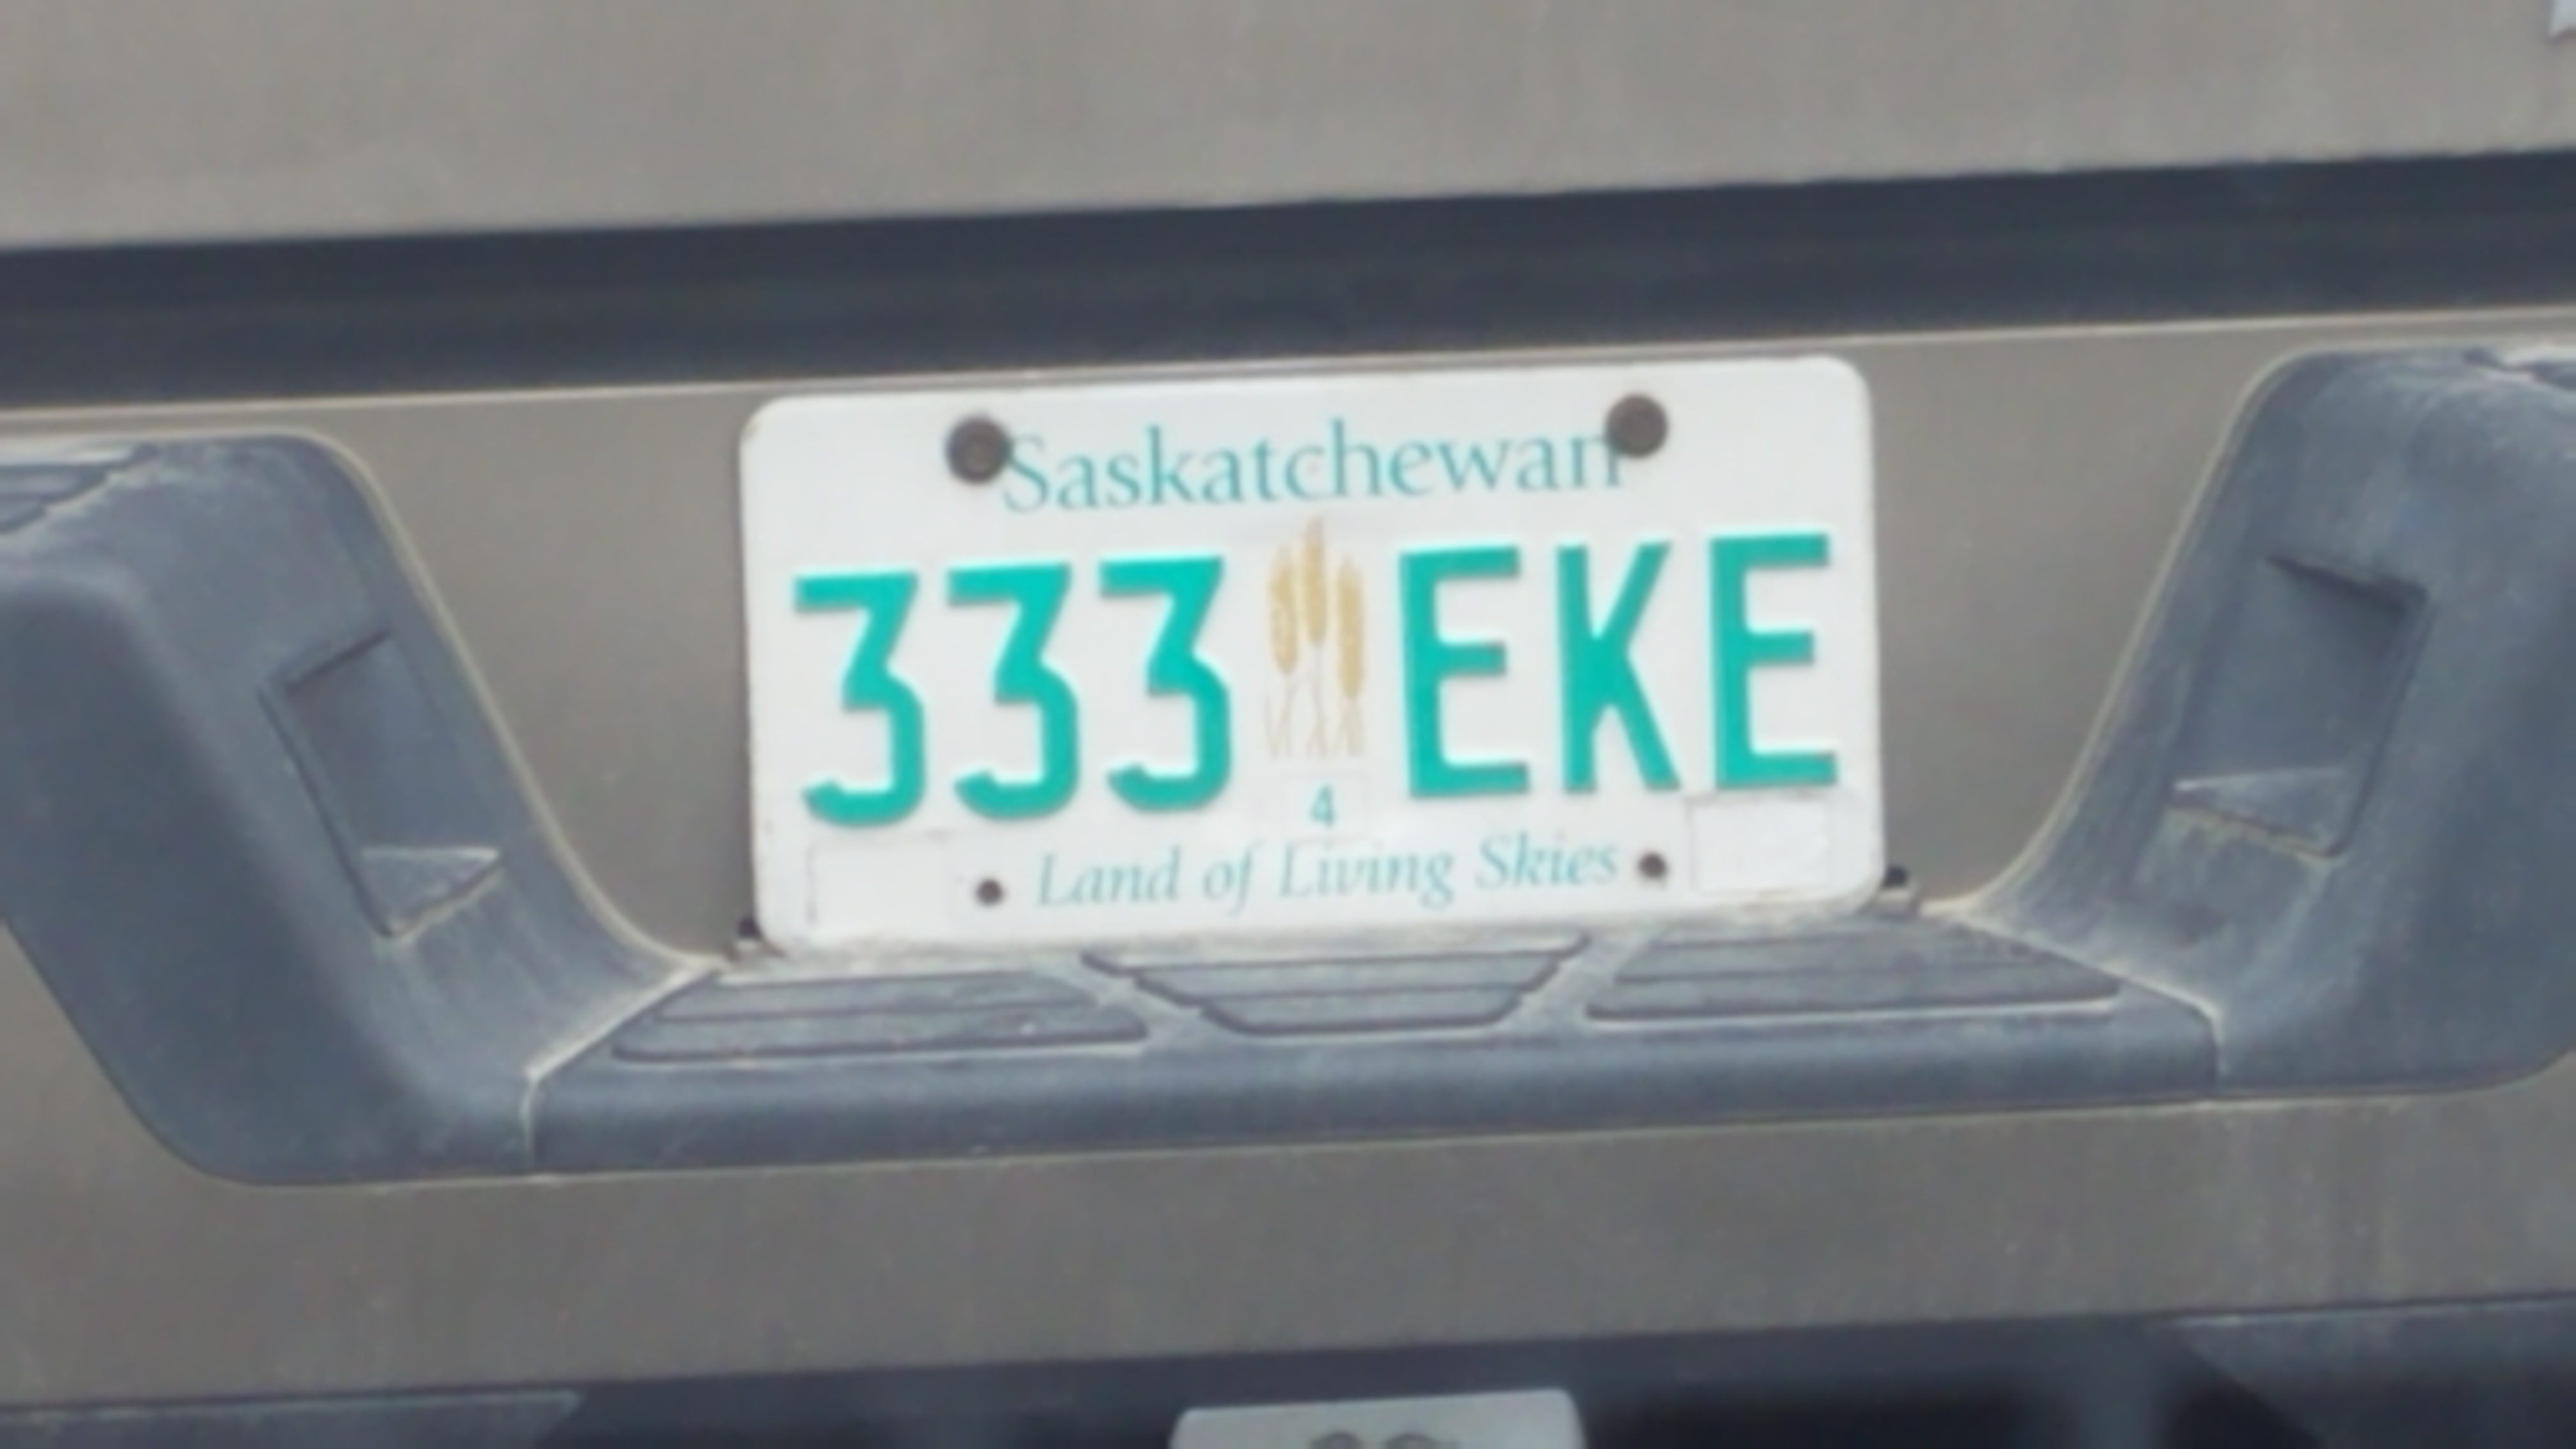 Saskatchewan
333 EKE
4
Land of Living Skies